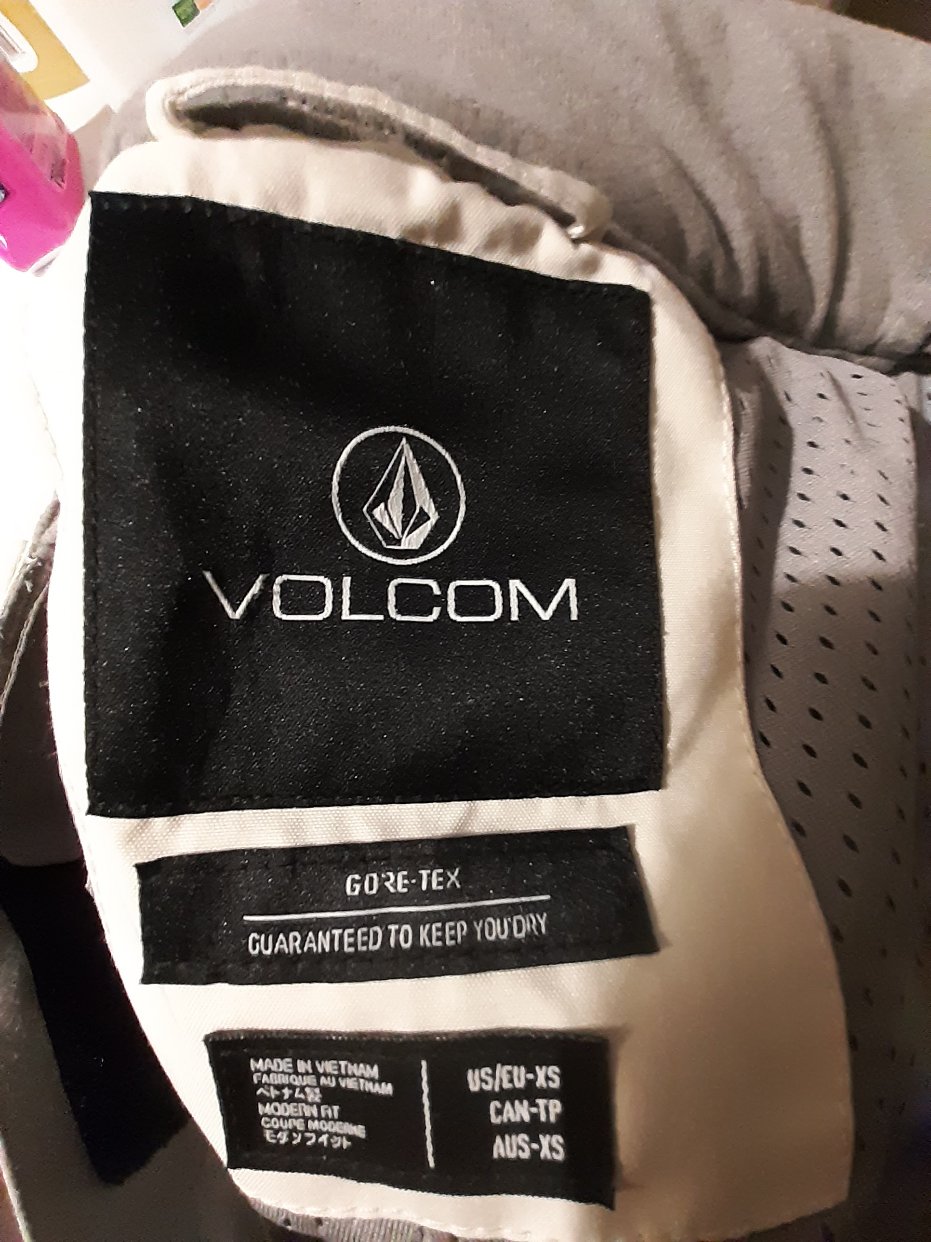 VOLCOM
GORE-TEX
GUARANTEED TO KEEP YOU DRY
MADE IN VIETNAM
FABRIQUE AU VIETNAM
ベトナム製
MODERN FIT
COUPE MODERNE
モダンフィット
US/EU-XS
CAN-TP
AUS-XS